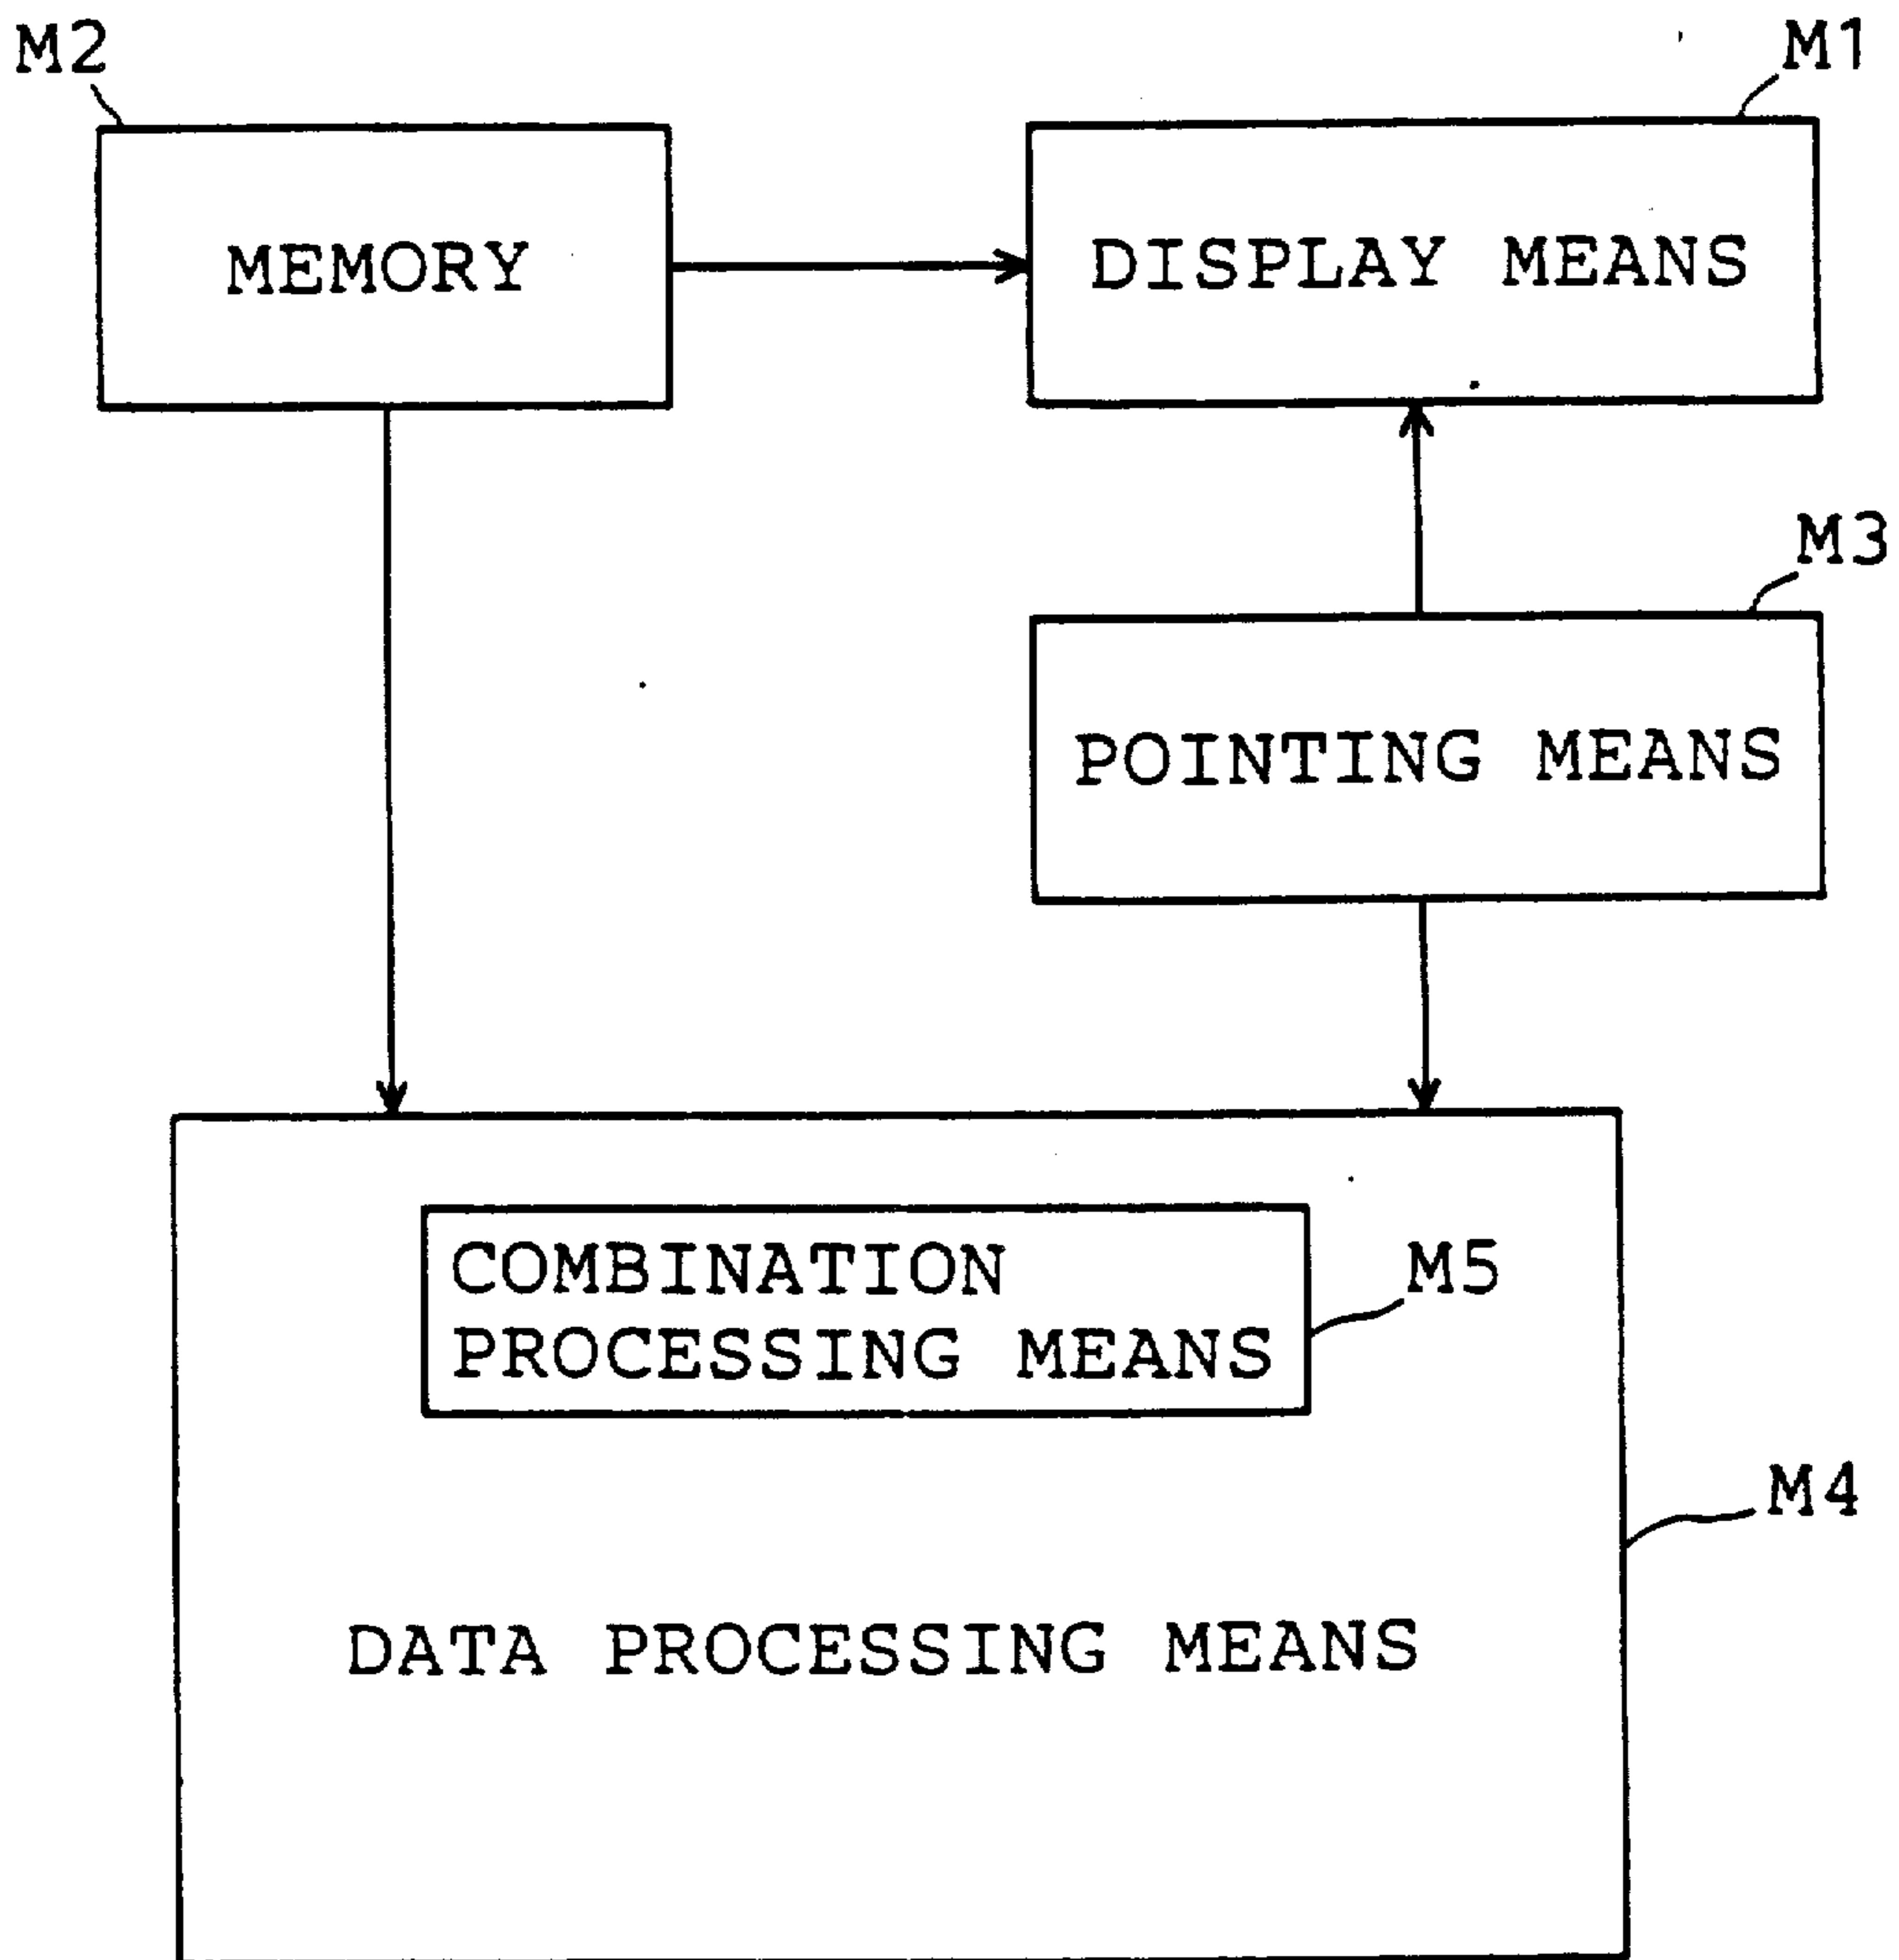 M2
M1
MEMORY
DISPLAY MEANS
M3
POINTING MEANS
COMBINATION
PROCESSING MEANS
M5
M4
DATA PROCESSING MEANS